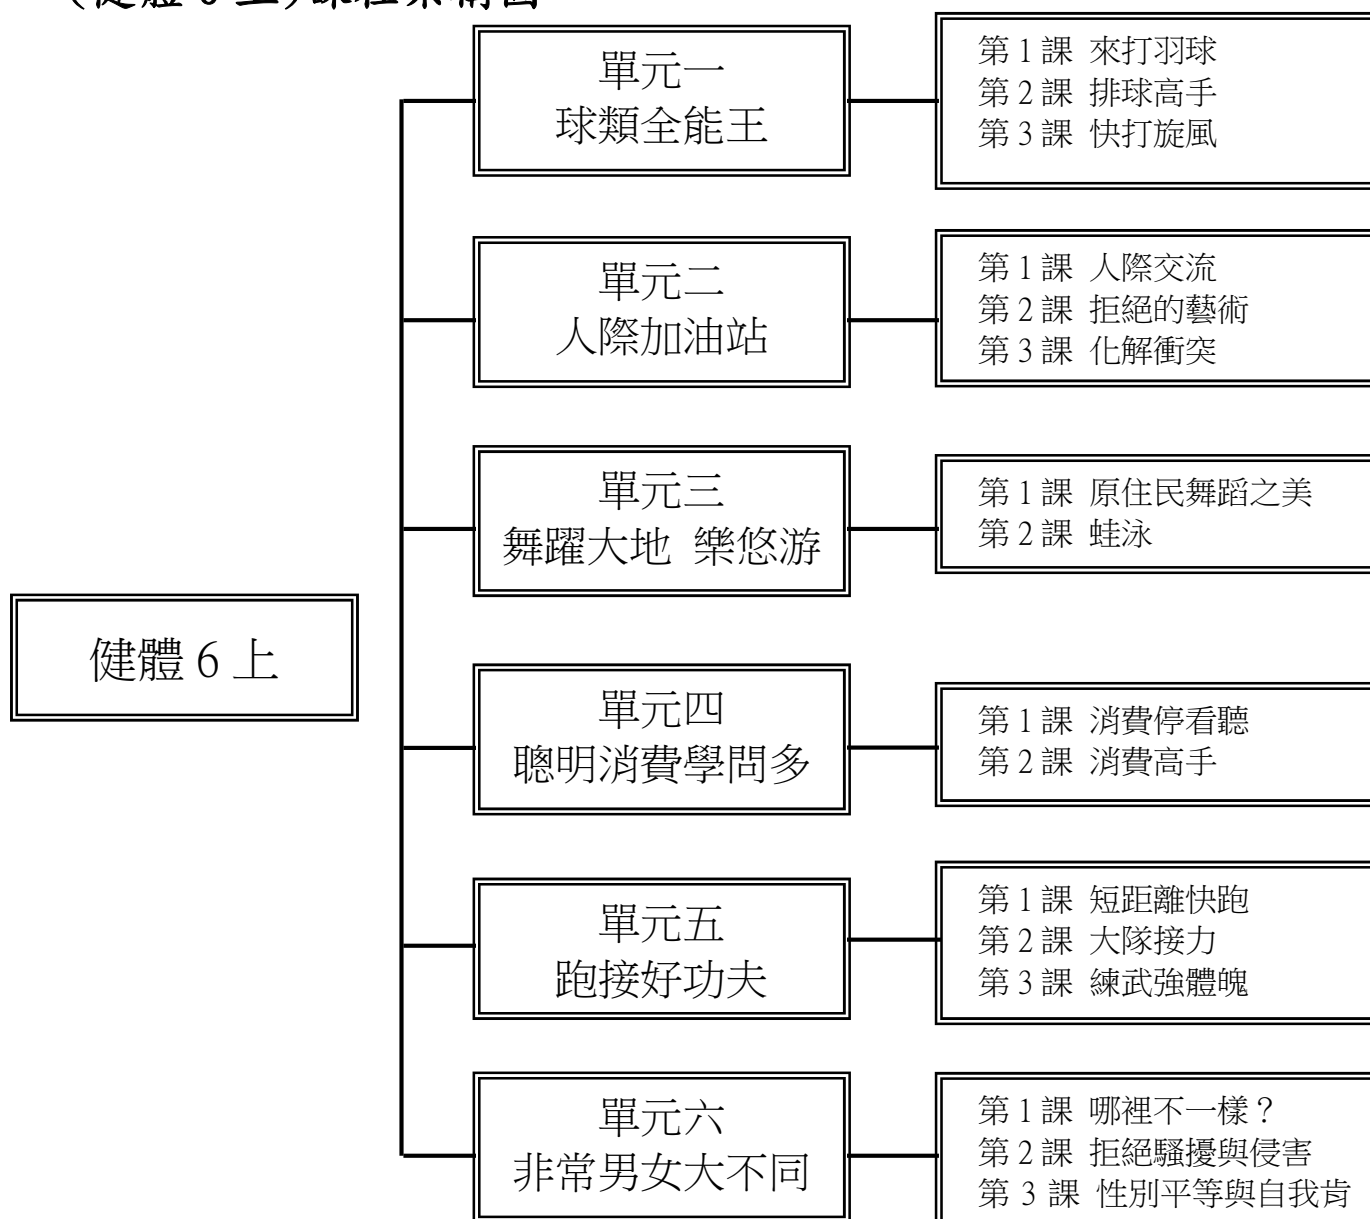 (健體 6 上)課程架構圖
單元一
球類全能王
第 1 課 來打羽球
第 2 課 排球高手
第 3 課 快打旋風
單元二
人際加油站
第 1 課 人際交流
第 2 課 拒絕的藝術
第 3 課 化解衝突
單元三
舞躍大地 樂悠游
第 1 課 原住民舞蹈之美
第 2 課 蛙泳
健體 6 上
單元四
聰明消費學問多
第 1 課 消費停看聽
第 2 課 消費高手
單元五
跑接好功夫
第 1 課 短距離快跑
第 2 課 大隊接力
第 3 課 練武強體魄
單元六
非常男女大不同
第 1 課 哪裡不一樣？
第 2 課 拒絕騷擾與侵害
第 3 課 性別平等與自我肯